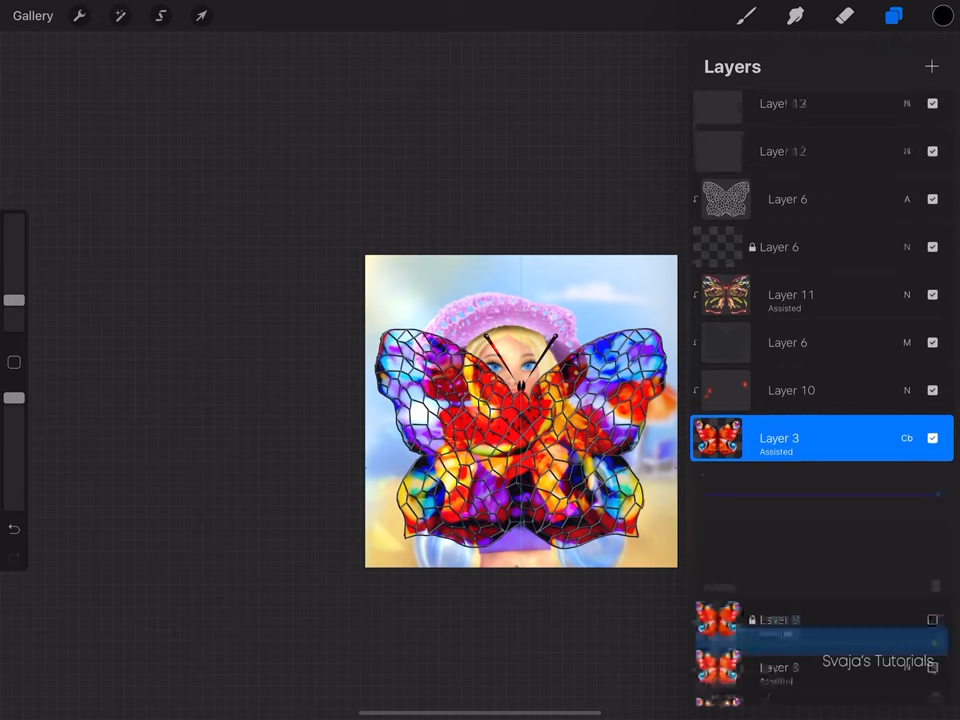 Gallery
Layers
Layer 13 N
Layer 12 N
Layer 6 A
Layer 6 N
Layer 11 N
Assisted
Layer 6 M
Layer 10 N
Layer 3 Cb
Assisted
Svaja's Tutorials